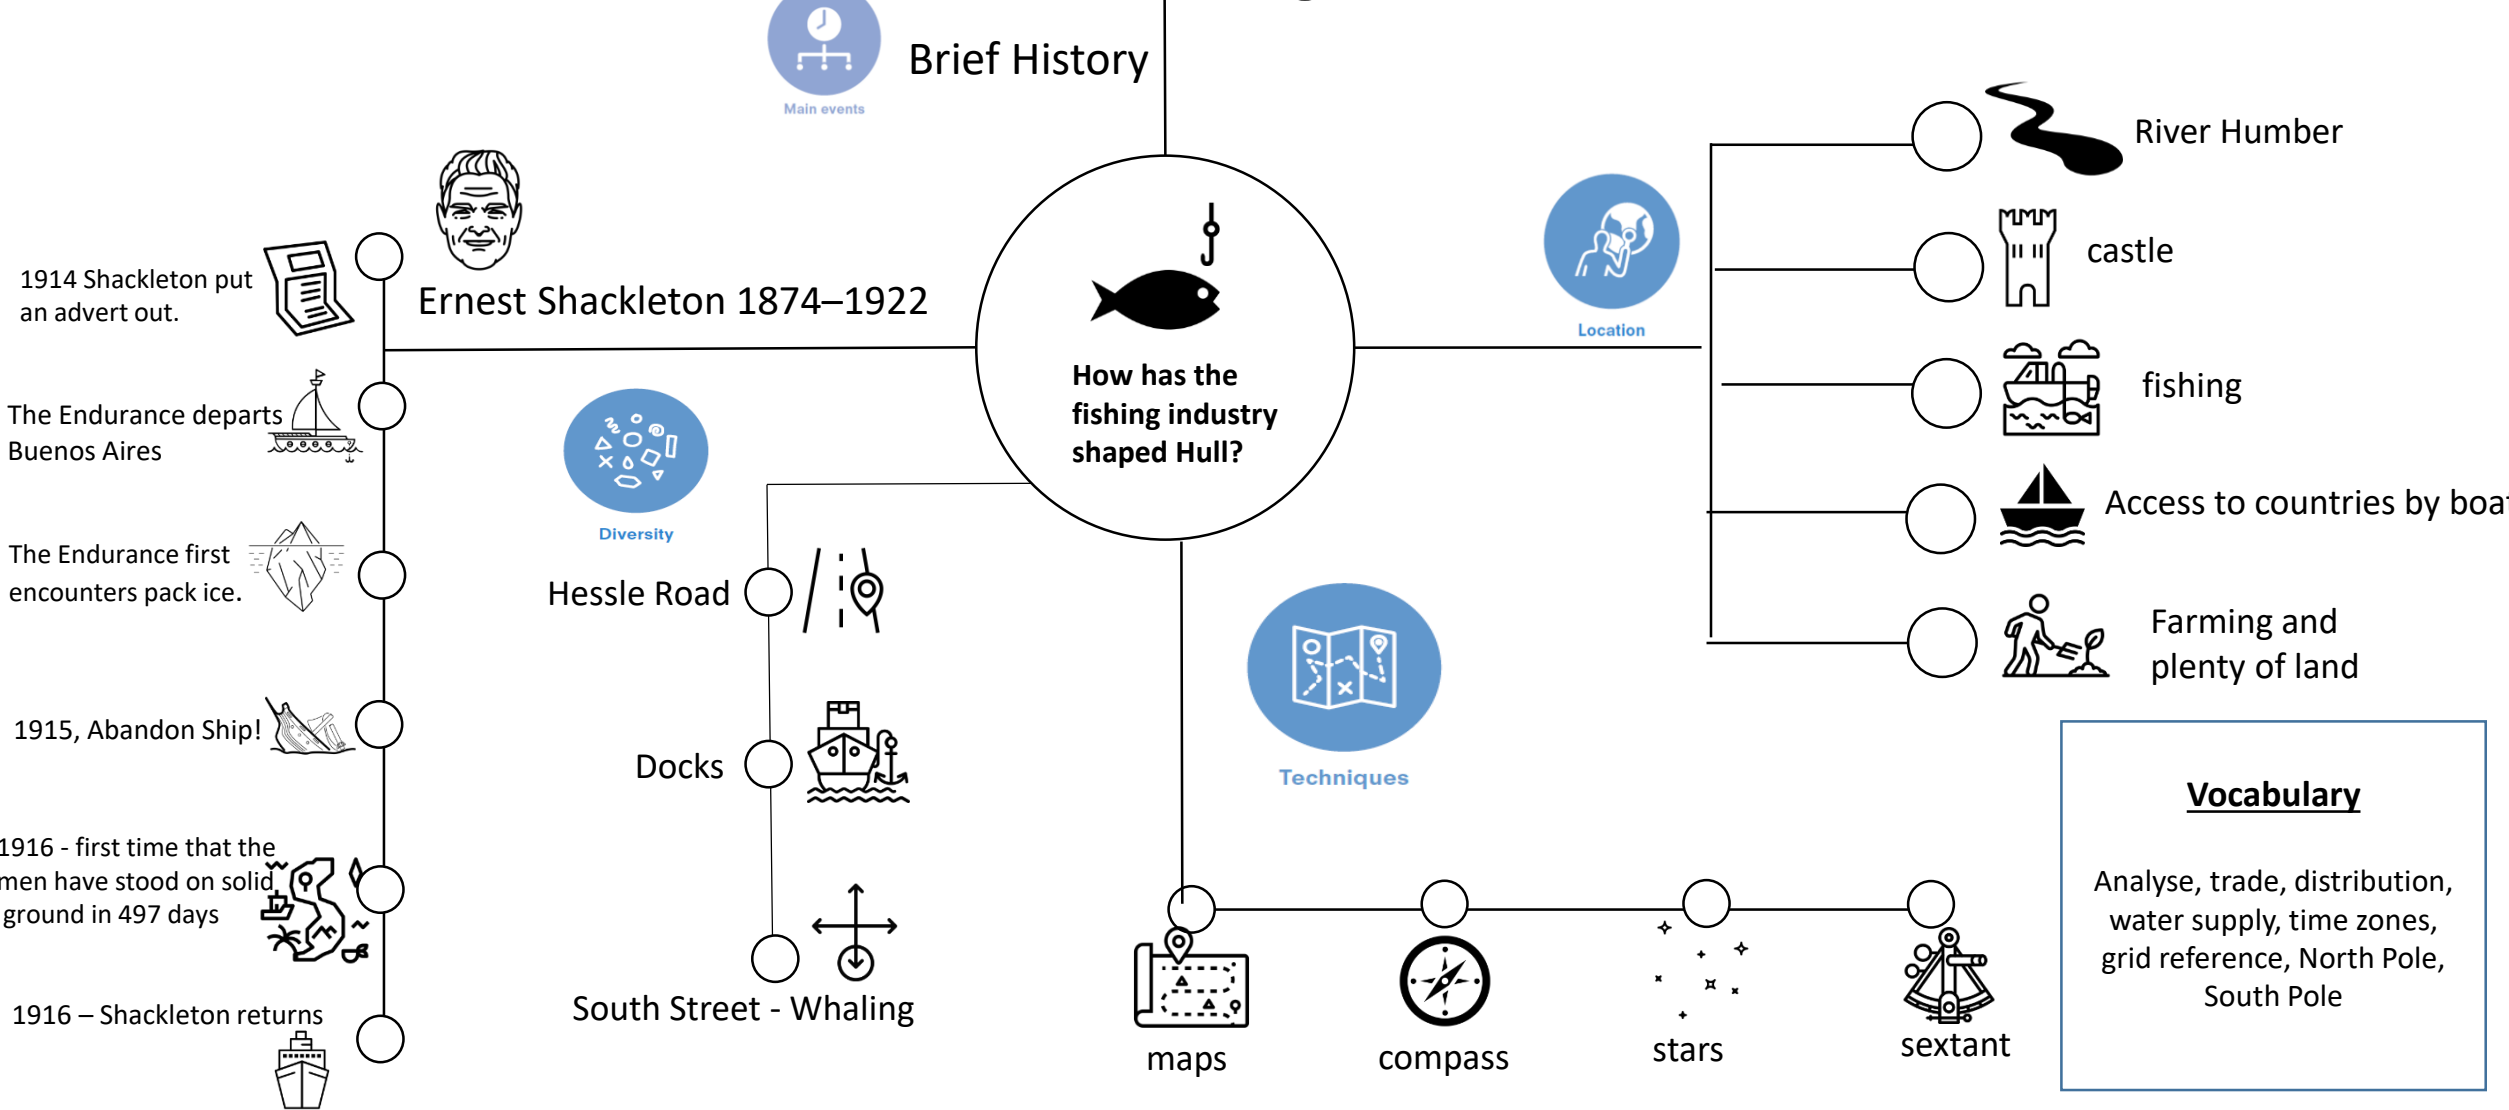 Brief History
Main events
Ernest Shackleton 1874–1922
1914 Shackleton put
an advert out.
The Endurance departs
Buenos Aires
The Endurance first
encounters pack ice.
1915, Abandon Ship!
1916 - first time that the
men have stood on solid
ground in 497 days
1916 – Shackleton returns
Diversity
Hessle Road
Docks
South Street - Whaling
How has the
fishing industry
shaped Hull?
Location
River Humber
castle
fishing
Access to countries by boat
Farming and
plenty of land
Techniques
maps
compass
stars
sextant
Vocabulary
Analyse, trade, distribution,
water supply, time zones,
grid reference, North Pole,
South Pole